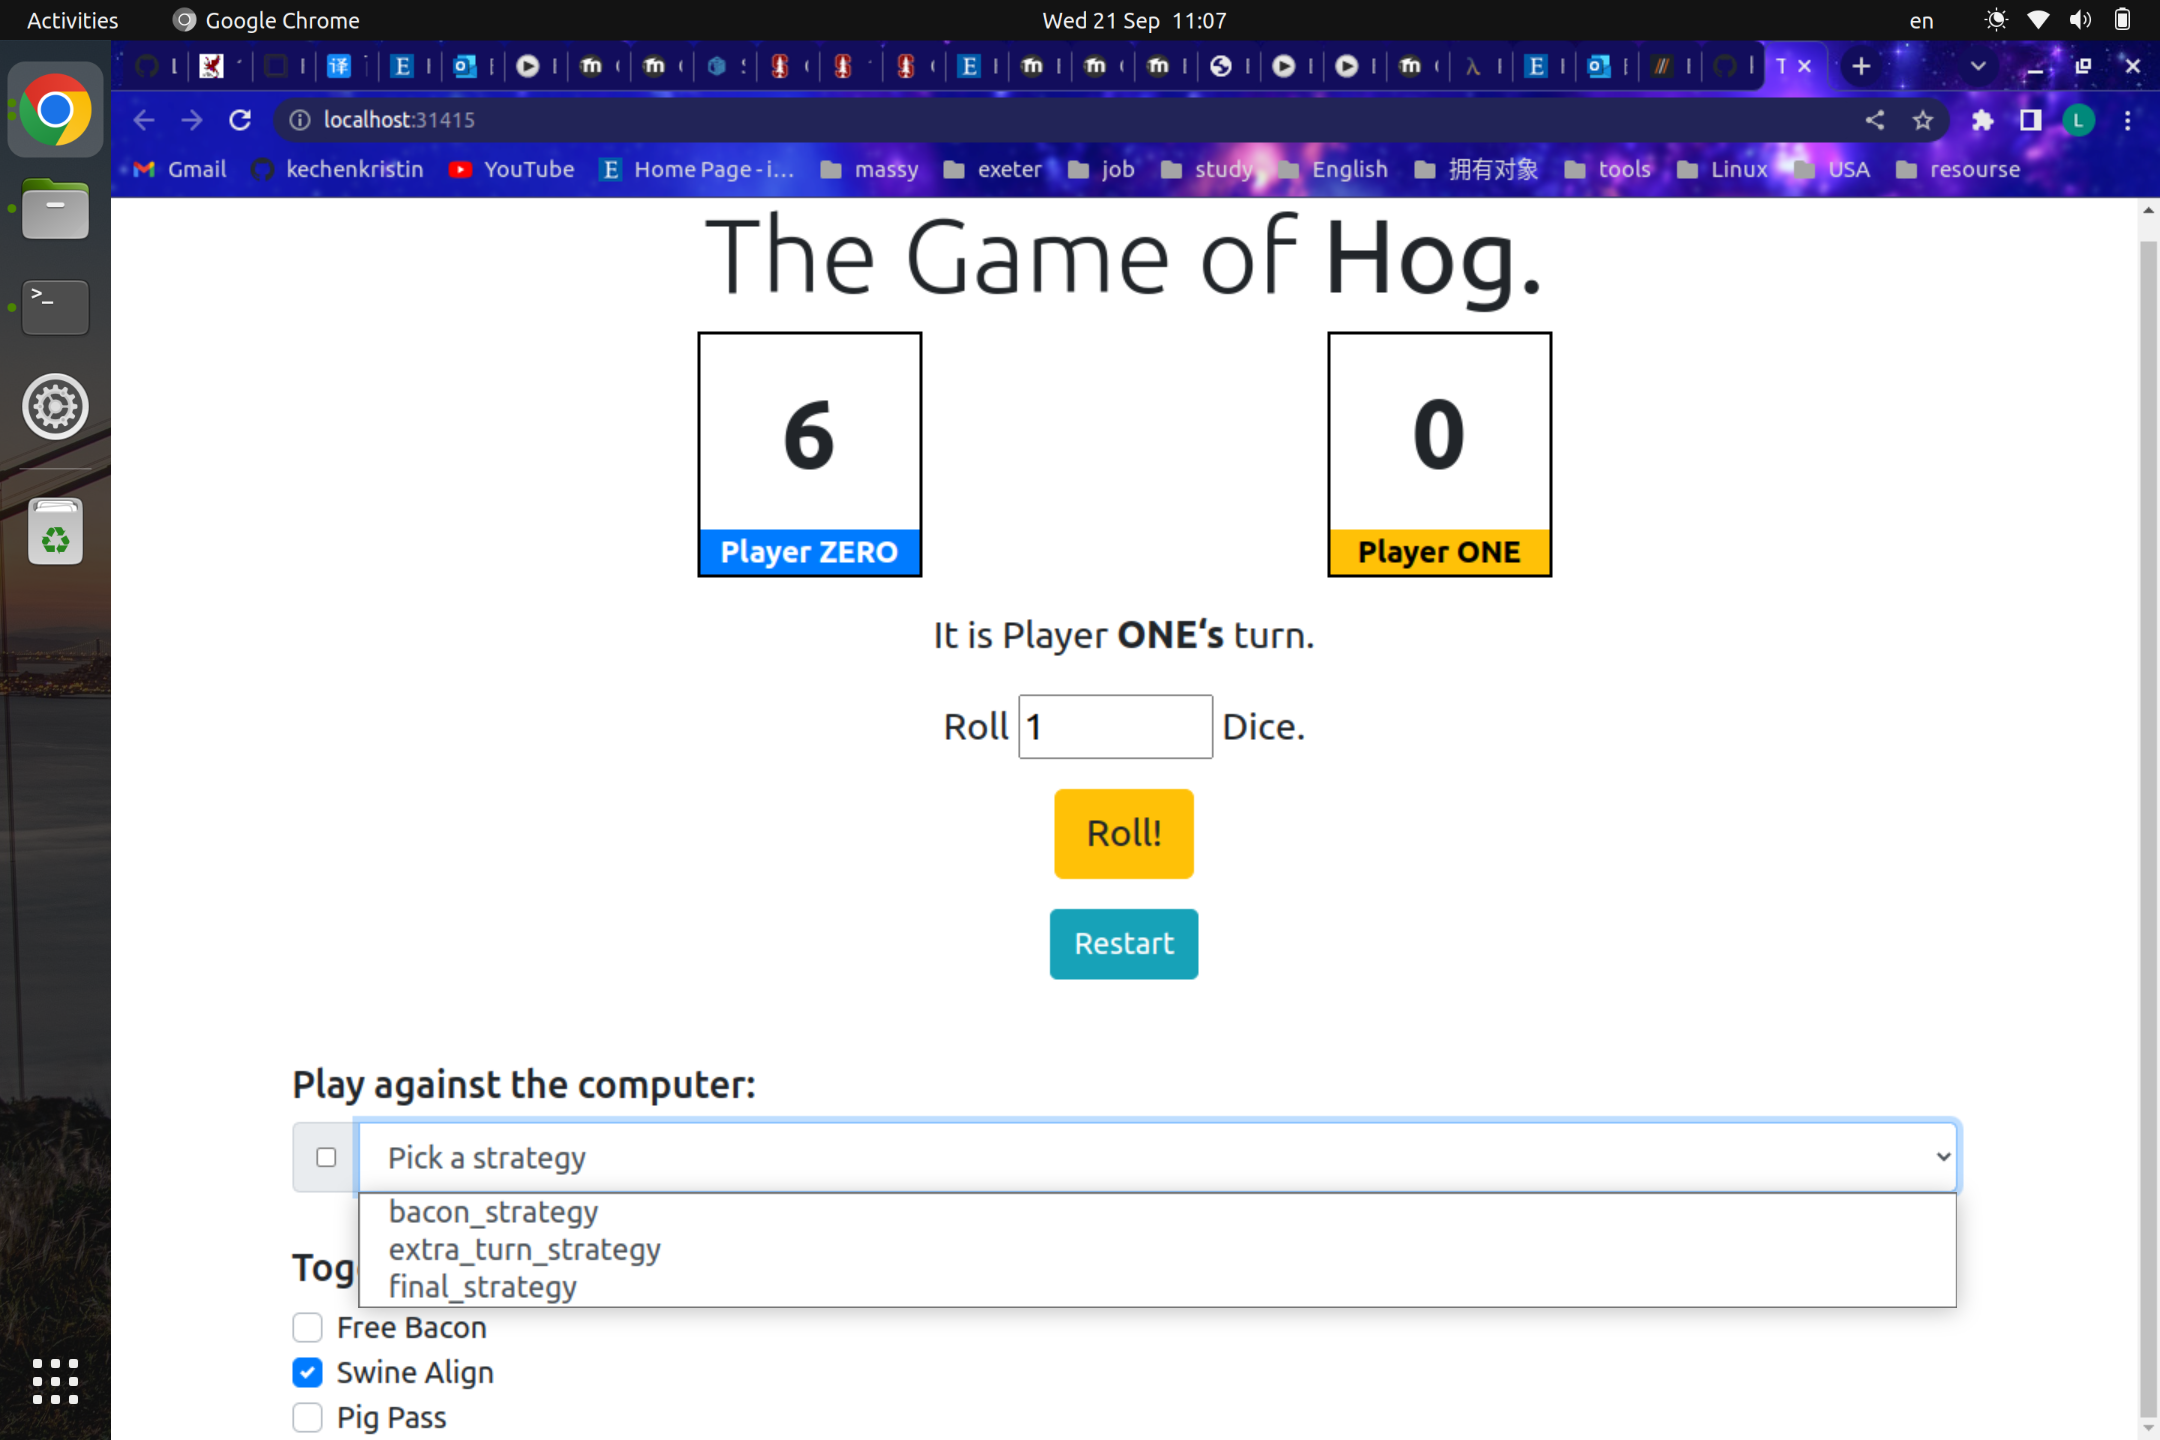 Activities Google Chrome Wed 21 Sep 11:07 en
T
localhost:31415 L
Gmail kechenkristin YouTube E Home Page - i... massy exeter job study English 拥有对象 tools Linux USA resourse
The Game of Hog.
6 0
Player ZERO Player ONE
It is Player ONE‘s turn.
Roll 1 Dice.
Roll!
Restart
Play against the computer:
Pick a strategy
bacon_strategy
extra_turn_strategy
final_strategy
Free Bacon
Swine Align
Pig Pass